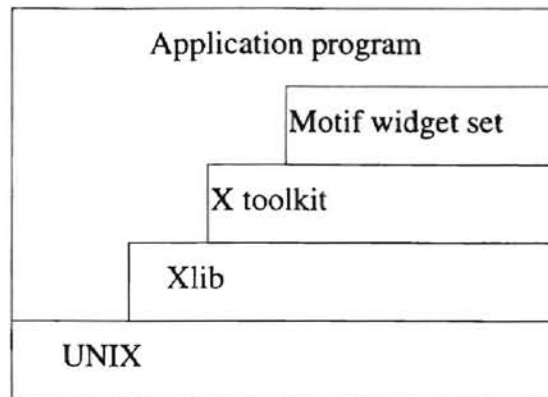 Application program
Motif widget set
X toolkit
Xlib
UNIX